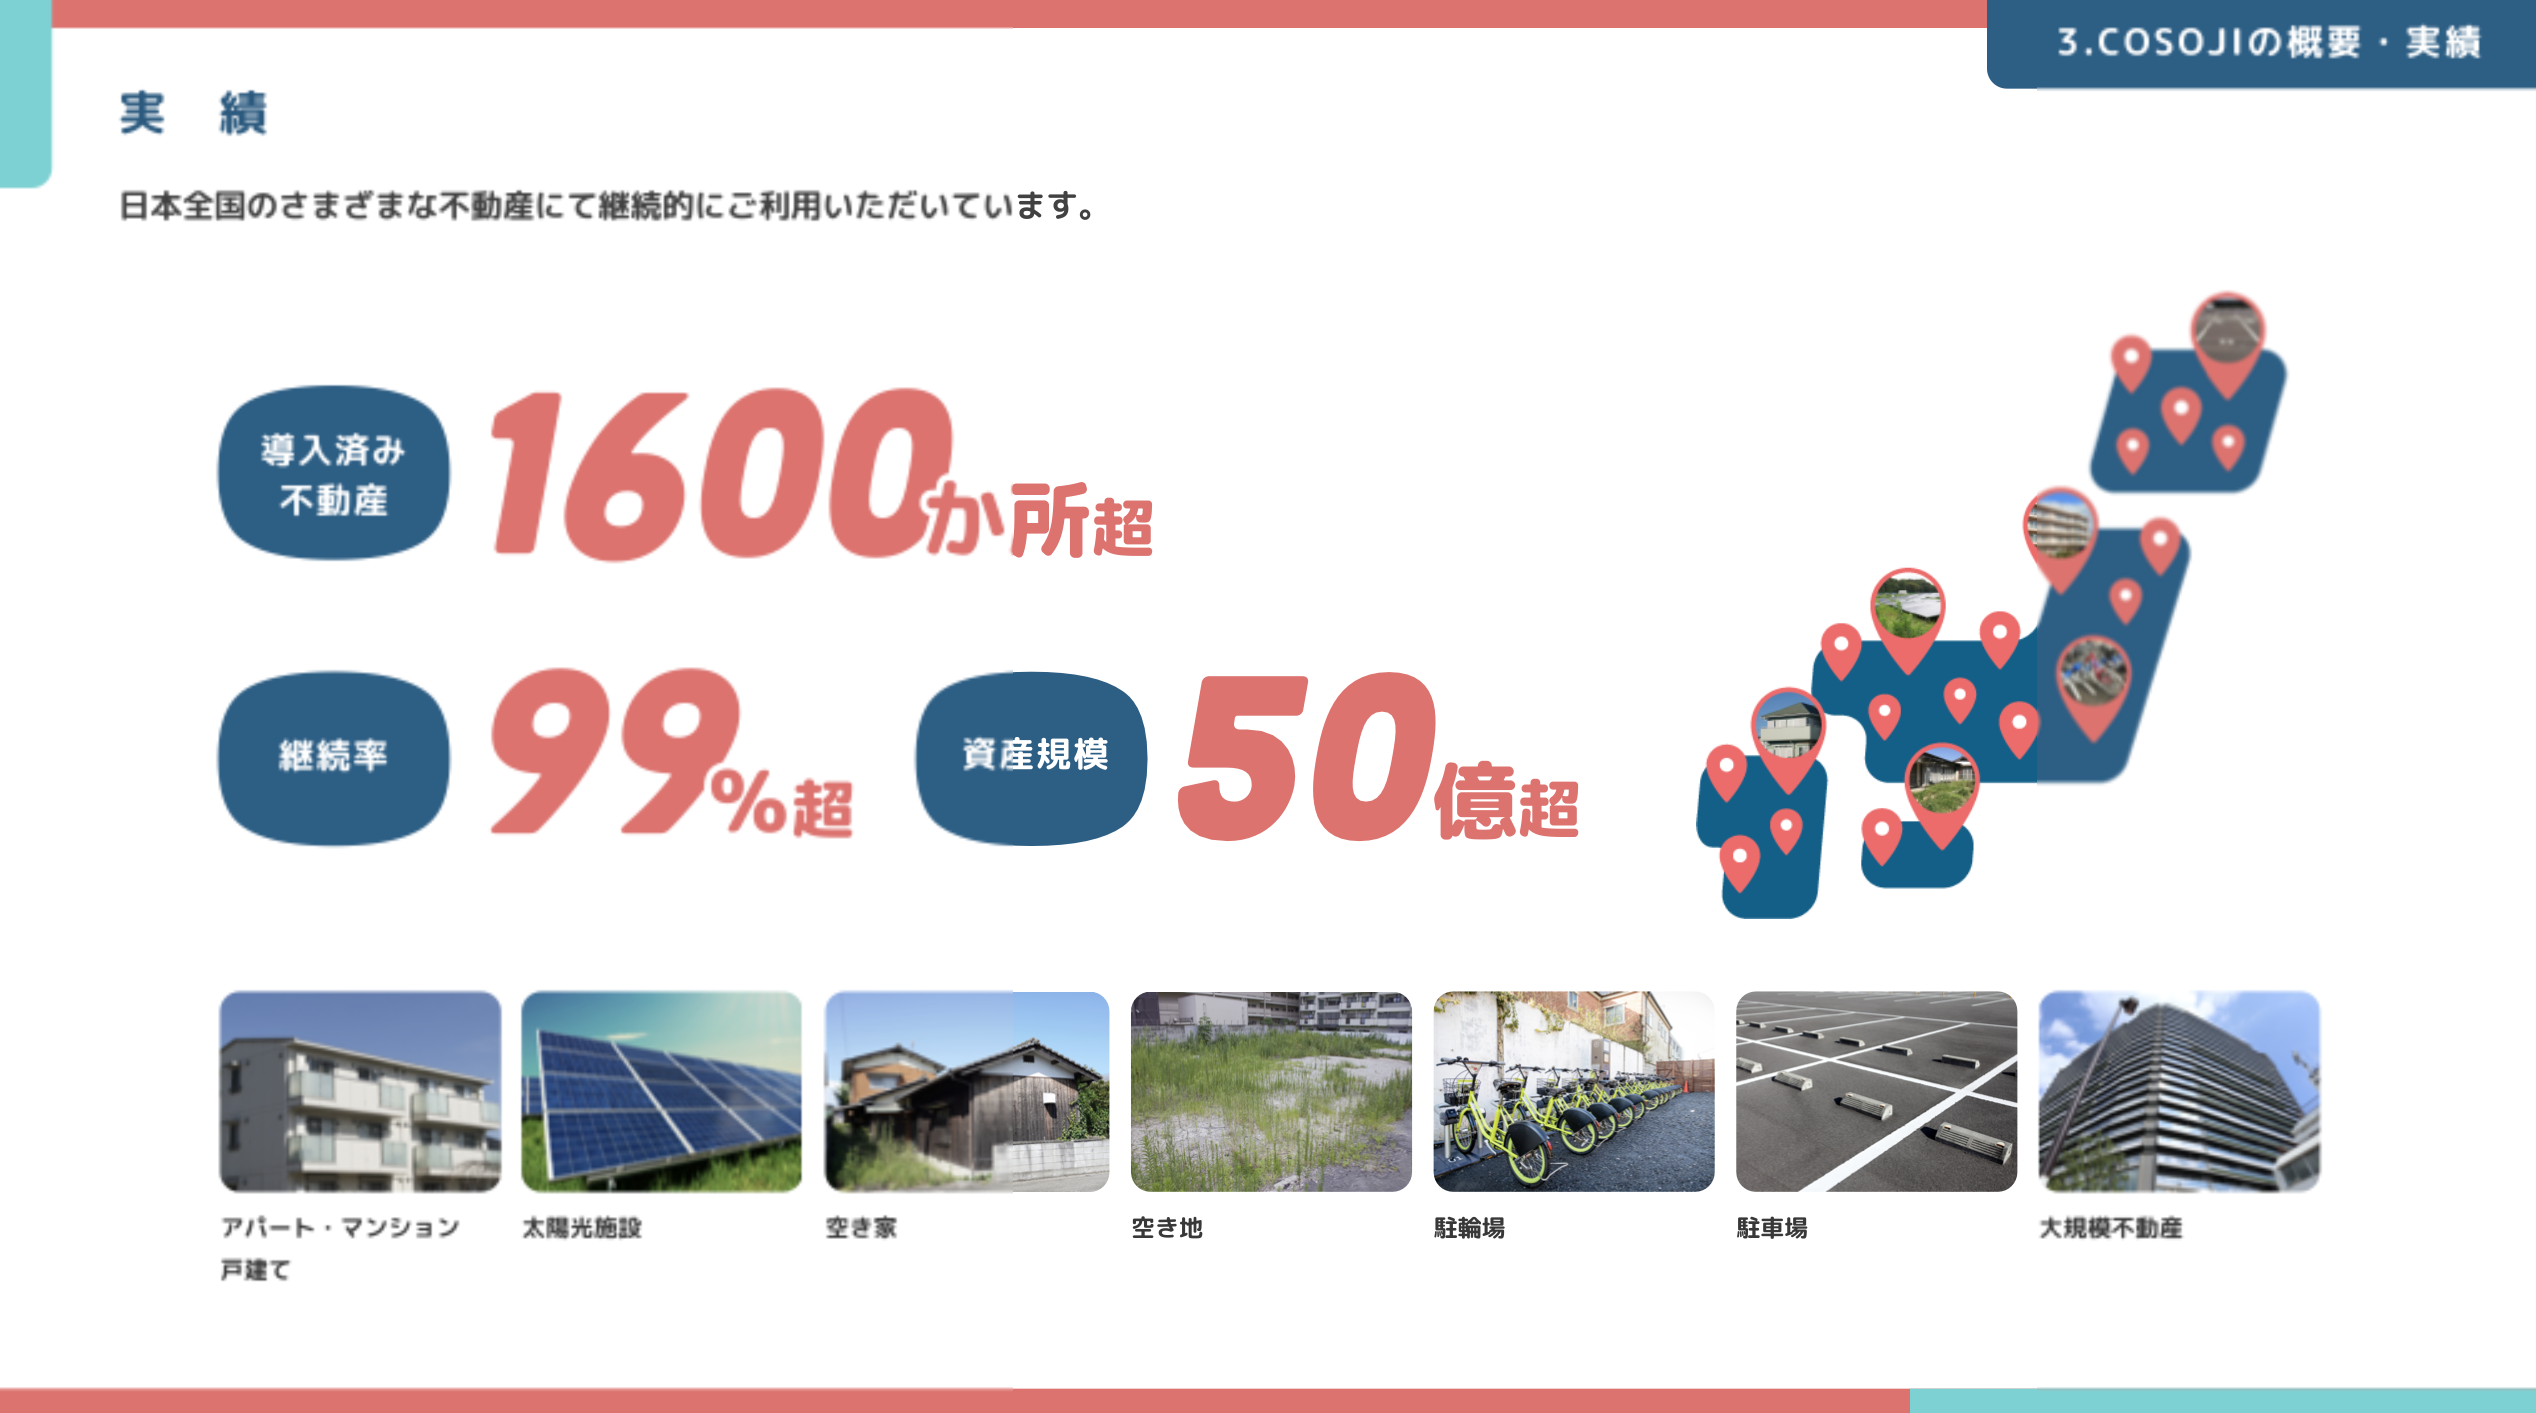 3.COSOJIの概要・実績
実 績
日本全国のさまざまな不動産にて継続的にご利用いただいています。
導入済み
不動産
1600か所超
継続率
99%超
資産規模
50億超
アパート・マンション
戸建て
太陽光施設
空き家
空き地
駐輪場
駐車場
大規模不動産